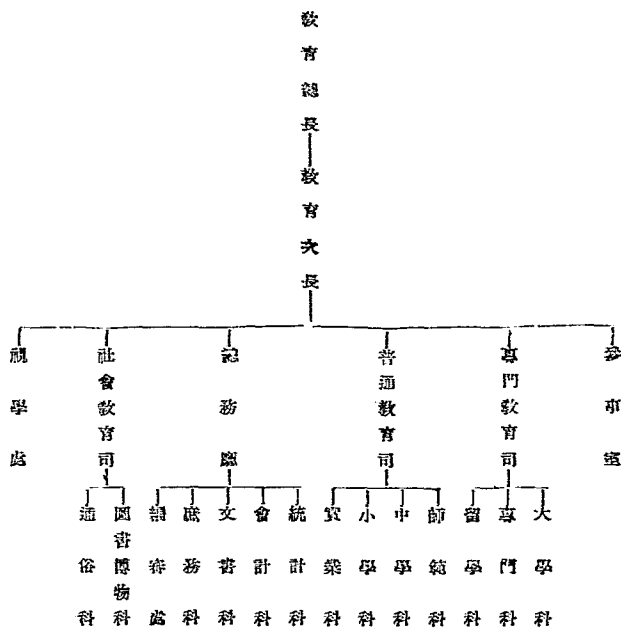 教育總長
教育次長
參事室
專門教育司
普通教育司
總務廳
社會教育司
視學處
大學科
專門科
留學科
師範科
中學科
小學科
實業科
統計科
會計科
文書科
庶務科
編審處
圖書博物科
通俗科